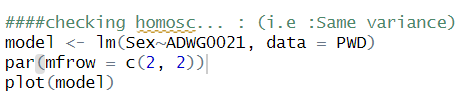 ####checking homosc... : (i.e :Same variance)
model <- lm(Sex~ADWG0021, data = PWD)
par(mfrow = c(2, 2))
plot(model)